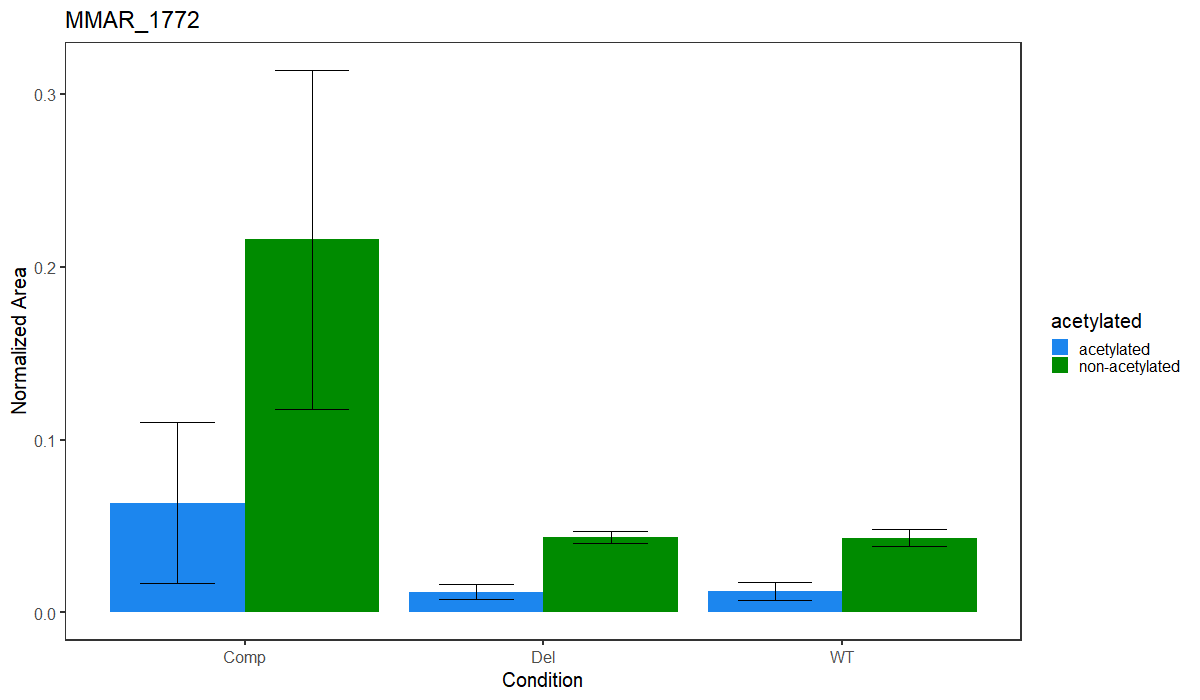 MMAR_1772
Normalized Area
0.3
0.2
0.1
0.0
Comp
Del
WT
Condition
acetylated
acetylated
non-acetylated